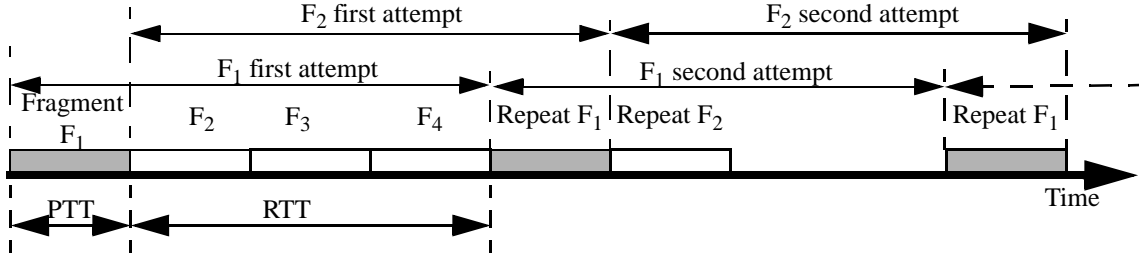 F₂ first attempt
F₂ second attempt
F₁ first attempt
F₁ second attempt
Fragment
F₁
F₂
F₃
F₄
Repeat F₁
Repeat F₂
Repeat F₁
Time
PTT
RTT